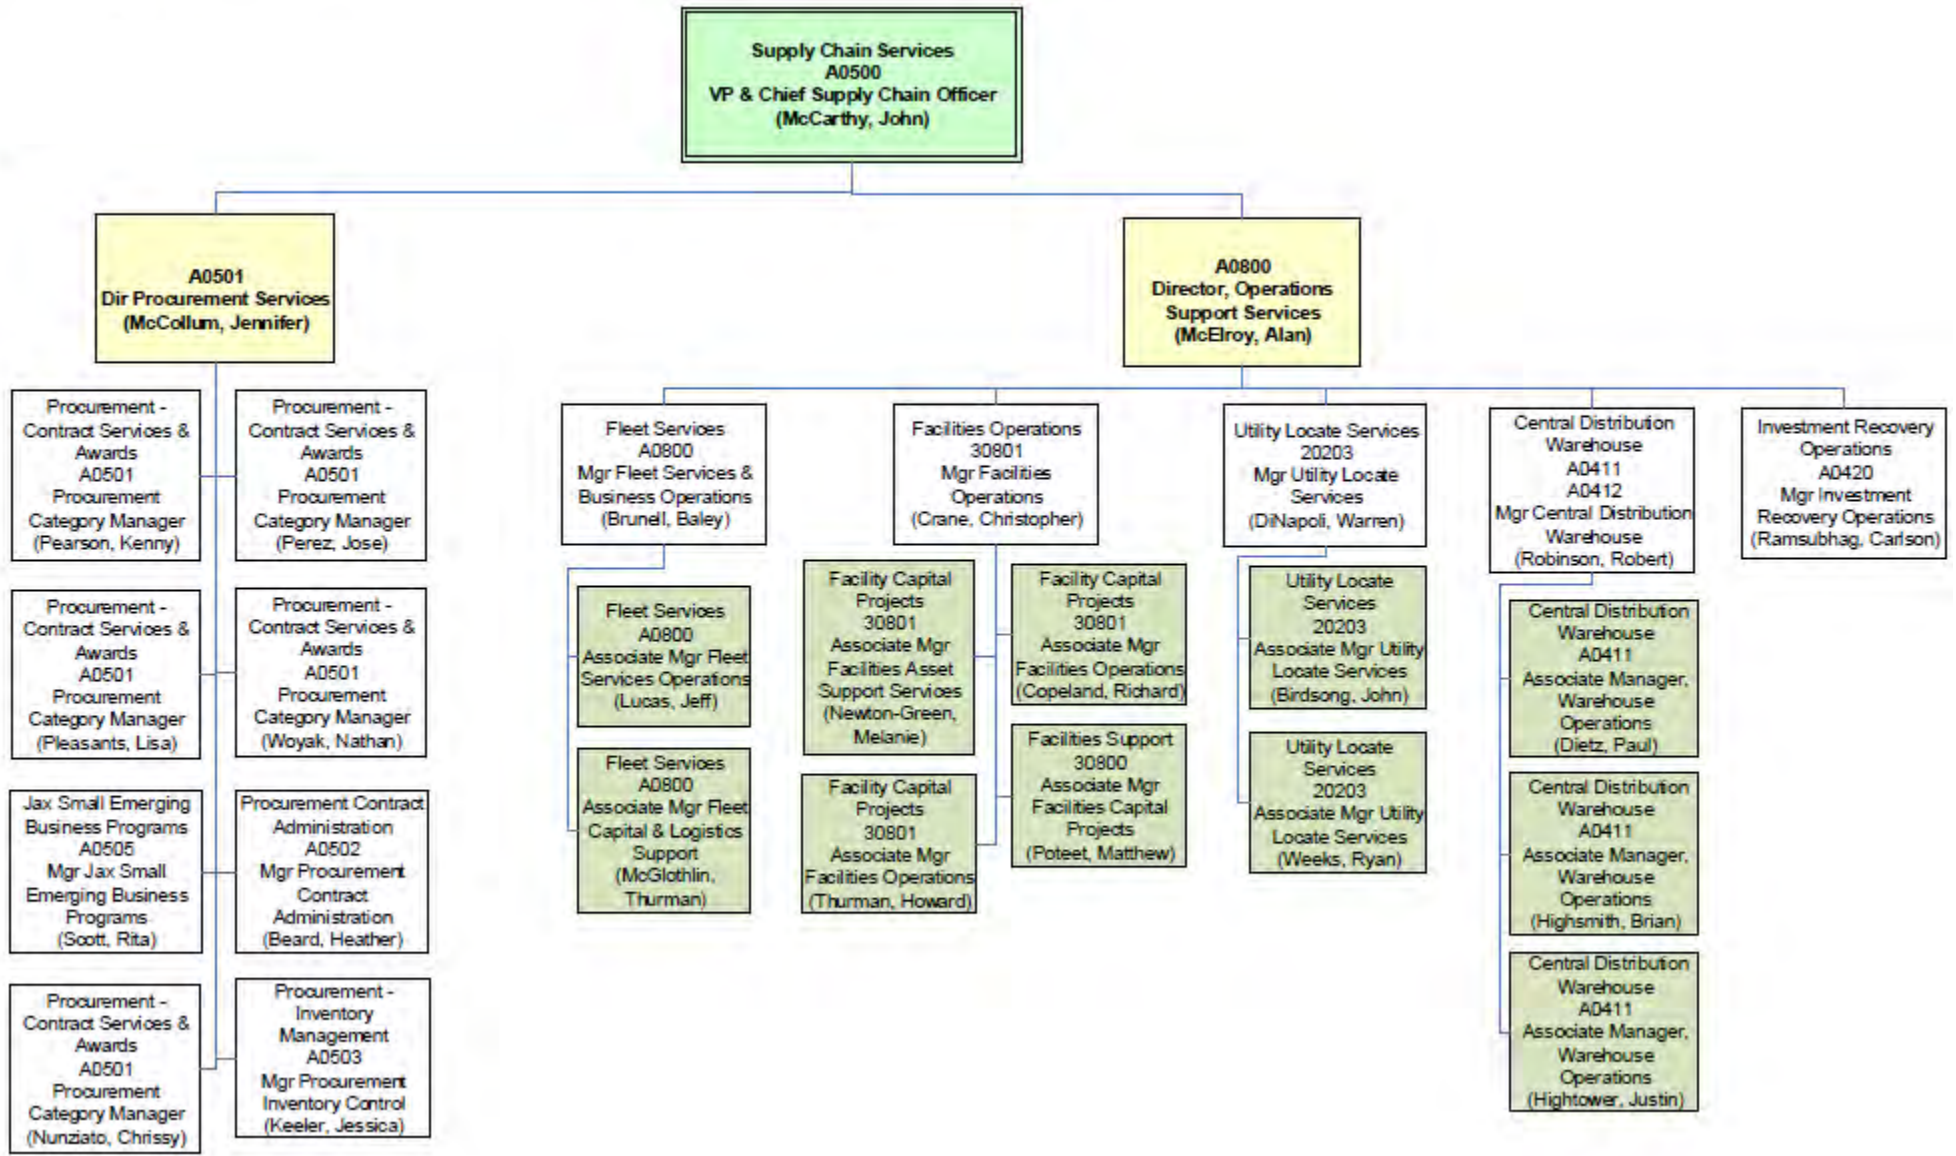 Supply Chain Services
A0500
VP & Chief Supply Chain Officer
(McCarthy, John)
A0501
Dir Procurement Services
(McCollum, Jennifer)
A0800
Director, Operations
Support Services
(McElroy, Alan)
Procurement -
Contract Services &
Awards
A0501
Procurement
Category Manager
(Pearson, Kenny)
Procurement -
Contract Services &
Awards
A0501
Procurement
Category Manager
(Perez, Jose)
Procurement -
Contract Services &
Awards
A0501
Procurement
Category Manager
(Pleasants, Lisa)
Procurement -
Contract Services &
Awards
A0501
Procurement
Category Manager
(Woyak, Nathan)
Jax Small Emerging
Business Programs
A0505
Mgr Jax Small
Emerging Business
Programs
(Scott, Rita)
Procurement Contract
Administration
A0502
Mgr Procurement
Contract
Administration
(Beard, Heather)
Procurement -
Contract Services &
Awards
A0501
Procurement
Category Manager
(Nunziato, Chrissy)
Procurement -
Inventory
Management
A0503
Mgr Procurement
Inventory Control
(Keeler, Jessica)
Fleet Services
A0800
Mgr Fleet Services &
Business Operations
(Brunell, Baley)
Fleet Services
A0800
Associate Mgr Fleet
Services Operations
(Lucas, Jeff)
Fleet Services
A0800
Associate Mgr Fleet
Capital & Logistics
Support
(McGlothlin,
Thurman)
Facilities Operations
30801
Mgr Facilities
Operations
(Crane, Christopher)
Facility Capital
Projects
30801
Associate Mgr
Facilities Asset
Support Services
(Newton-Green,
Melanie)
Facility Capital
Projects
30801
Associate Mgr
Facilities Operations
(Copeland, Richard)
Facility Capital
Projects
30801
Associate Mgr
Facilities Operations
(Thurman, Howard)
Facilities Support
30800
Associate Mgr
Facilities Capital
Projects
(Poteet, Matthew)
Utility Locate Services
20203
Mgr Utility Locate
Services
(DiNapoli, Warren)
Utility Locate
Services
20203
Associate Mgr Utility
Locate Services
(Birdsong, John)
Utility Locate
Services
20203
Associate Mgr Utility
Locate Services
(Weeks, Ryan)
Central Distribution
Warehouse
A0411
A0412
Mgr Central Distribution
Warehouse
(Robinson, Robert)
Central Distribution
Warehouse
A0411
Associate Manager,
Warehouse
Operations
(Dietz, Paul)
Central Distribution
Warehouse
A0411
Associate Manager,
Warehouse
Operations
(Highsmith, Brian)
Central Distribution
Warehouse
A0411
Associate Manager,
Warehouse
Operations
(Hightower, Justin)
Investment Recovery
Operations
A0420
Mgr Investment
Recovery Operations
(Ramsubhag, Carlson)